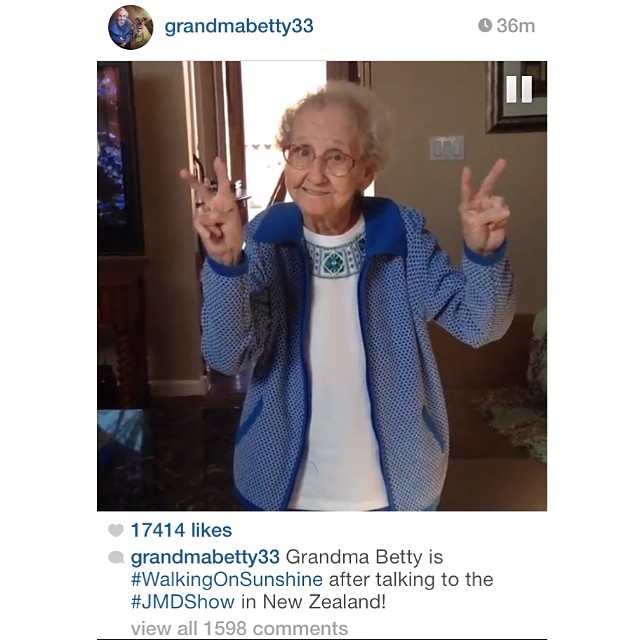 grandmabetty33 36m
17414 likes
grandmabetty33 Grandma Betty is
#WalkingOnSunshine after talking to the
#JMDShow in New Zealand!
view all 1598 comments